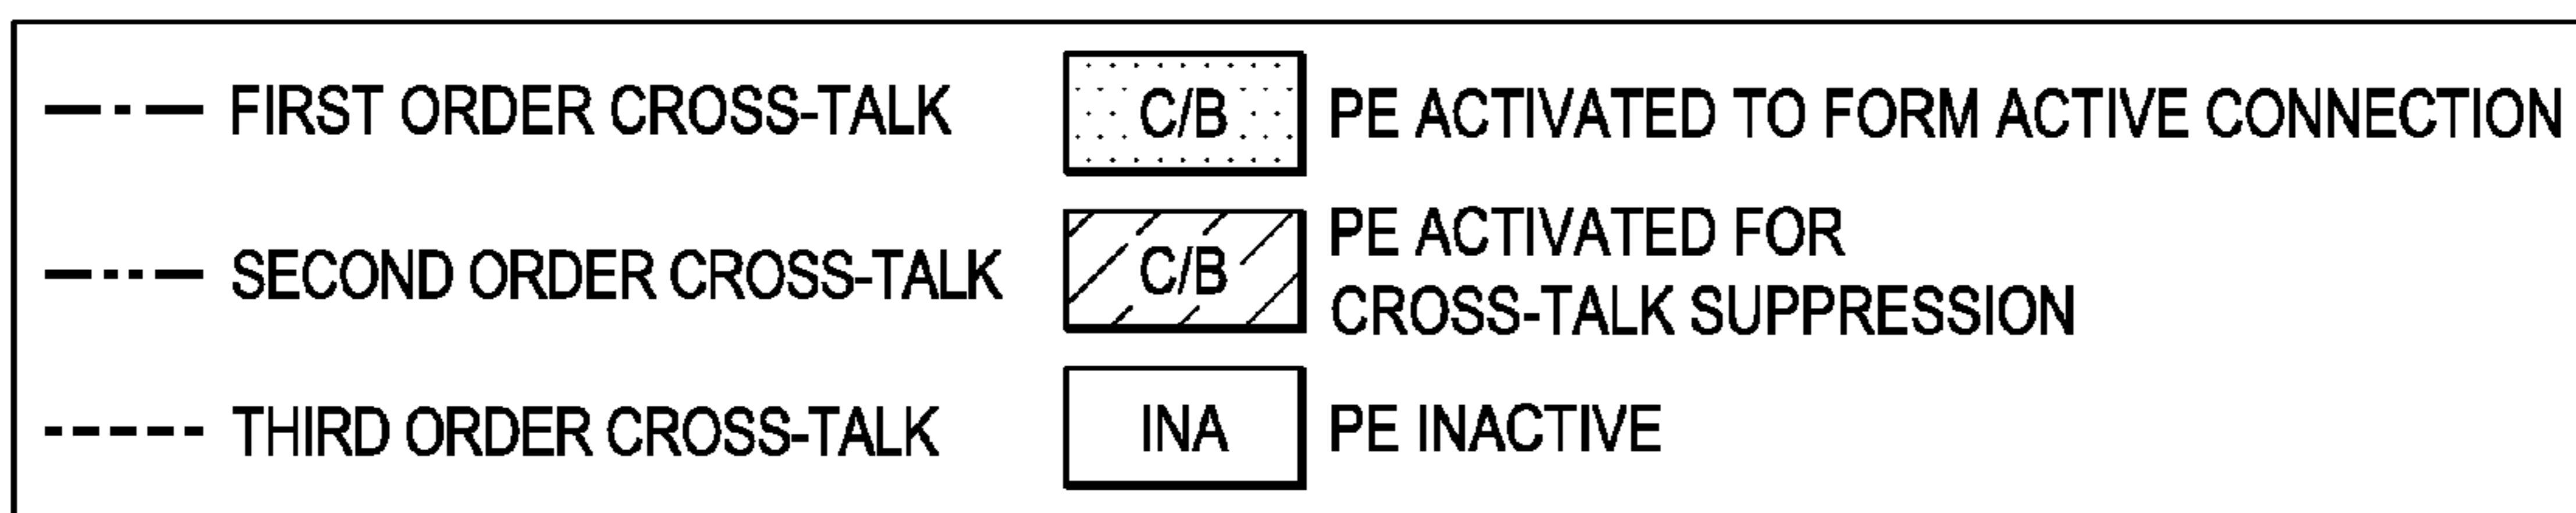 FIRST ORDER CROSS-TALK
C/B PE ACTIVATED TO FORM ACTIVE CONNECTION
SECOND ORDER CROSS-TALK
C/B PE ACTIVATED FOR
CROSS-TALK SUPPRESSION
THIRD ORDER CROSS-TALK
INA PE INACTIVE